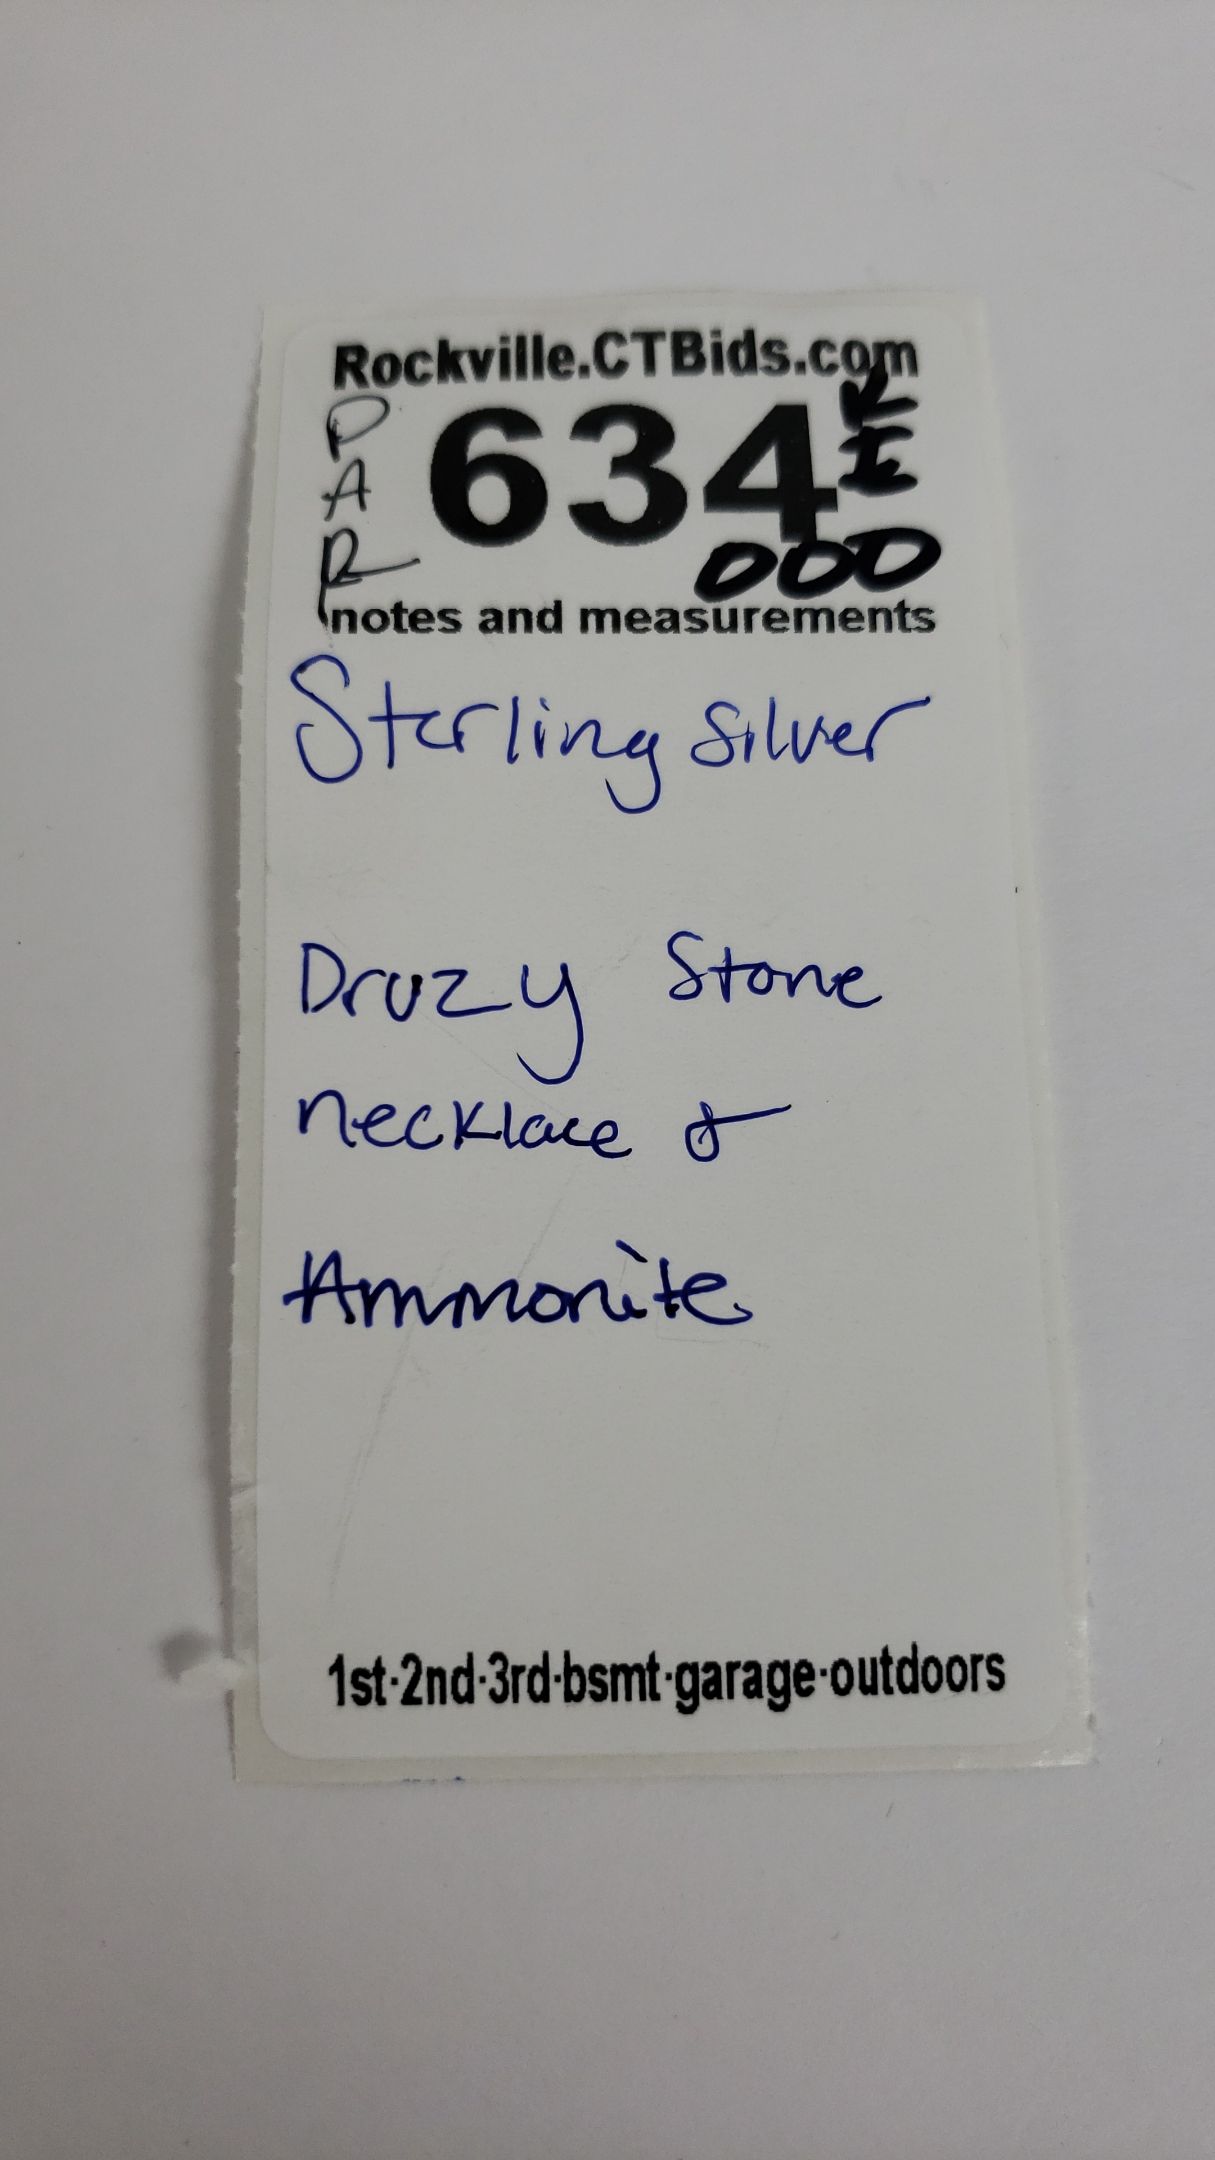 Rockville.CTBids.com
PAR
634
KI
000
notes and measurements
Sterling Silver
Druzy Stone
necklace &
Ammonite
1st·2nd·3rd·bsmt·garage·outdoors